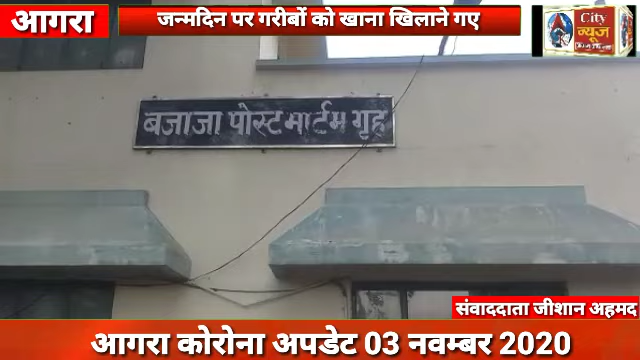 आगरा
जन्मदिन पर गरीबों को खाना खिलाने गए
City
न्यूज़
बजाजा पोस्टमार्टम गृह
संवाददाता जीशान अहमद
आगरा कोरोना अपडेट 03 नवम्बर 2020